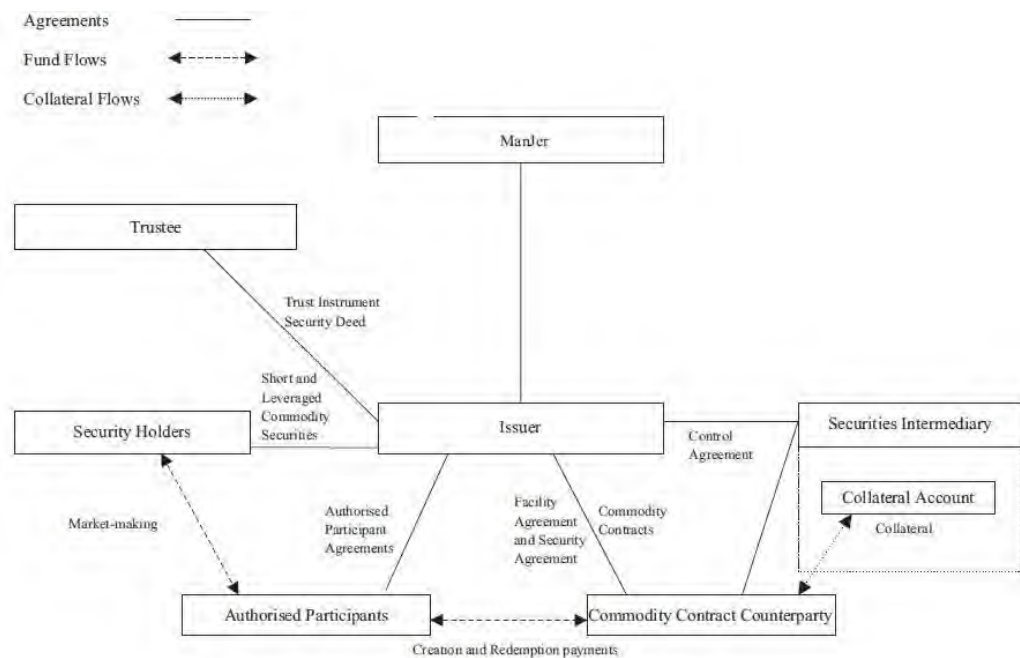 Agreements
Fund Flows
Collateral Flows
ManJer
Trustee
Trust Instrument
Security Deed
Short and
Leveraged
Commodity
Securities
Security Holders
Issuer
Control
Agreement
Securities Intermediary
Collateral Account
Collateral
Market-making
Authorised
Participant
Agreements
Facility
Agreement
and Security
Agreement
Commodity
Contracts
Authorised Participants
Commodity Contract Counterparty
Creation and Redemption payments